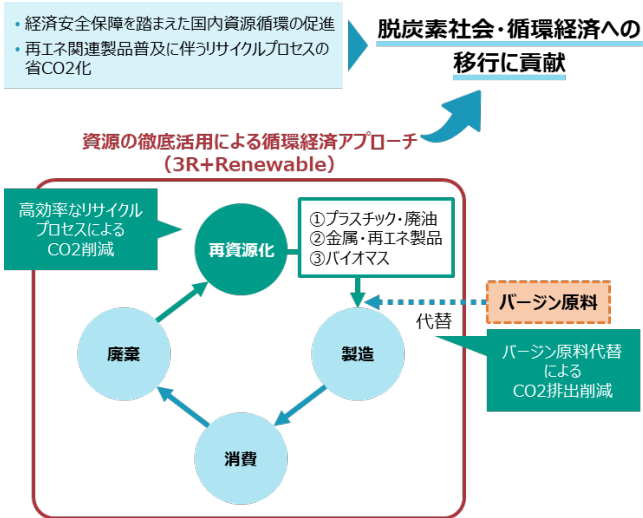 ・経済安全保障を踏まえた国内資源循環の促進
・再エネ関連製品普及に伴うリサイクルプロセスの
省CO2化
脱炭素社会・循環経済への
移行に貢献
資源の徹底活用による循環経済アプローチ
（3R+Renewable）
高効率なリサイクル
プロセスによる
CO2削減
再資源化
①プラスチック・廃油
②金属・再エネ製品
③バイオマス
バージン原料
代替
廃棄
製造
バージン原料代替
による
CO2排出削減
消費